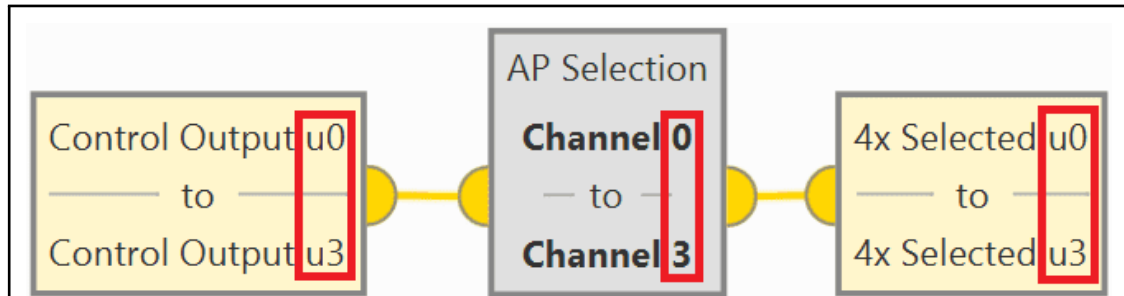 Control Output u0
to
Control Output u3
AP Selection
Channel 0
to
Channel 3
4x Selected u0
to
4x Selected u3